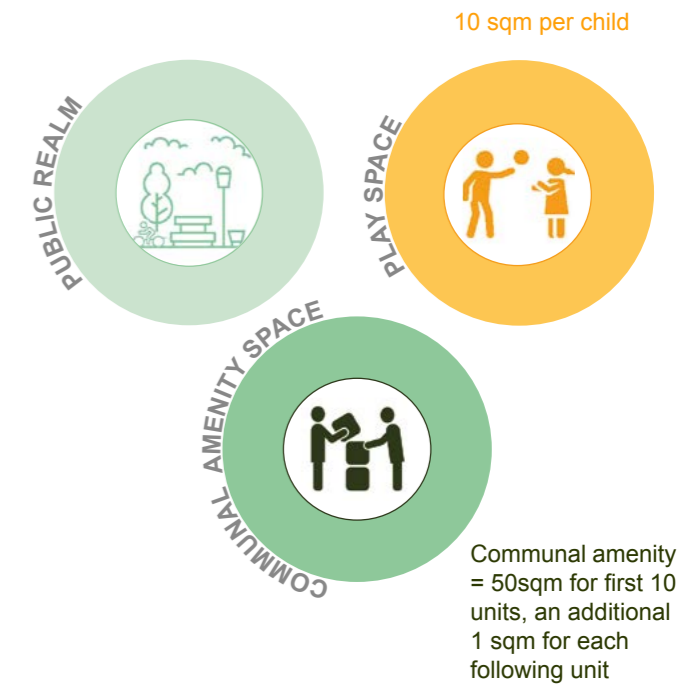 10 sqm per child
PUBLIC REALM
PLAY SPACE
COMMUNAL AMENITY SPACE
Communal amenity
= 50sqm for first 10
units, an additional
1 sqm for each
following unit